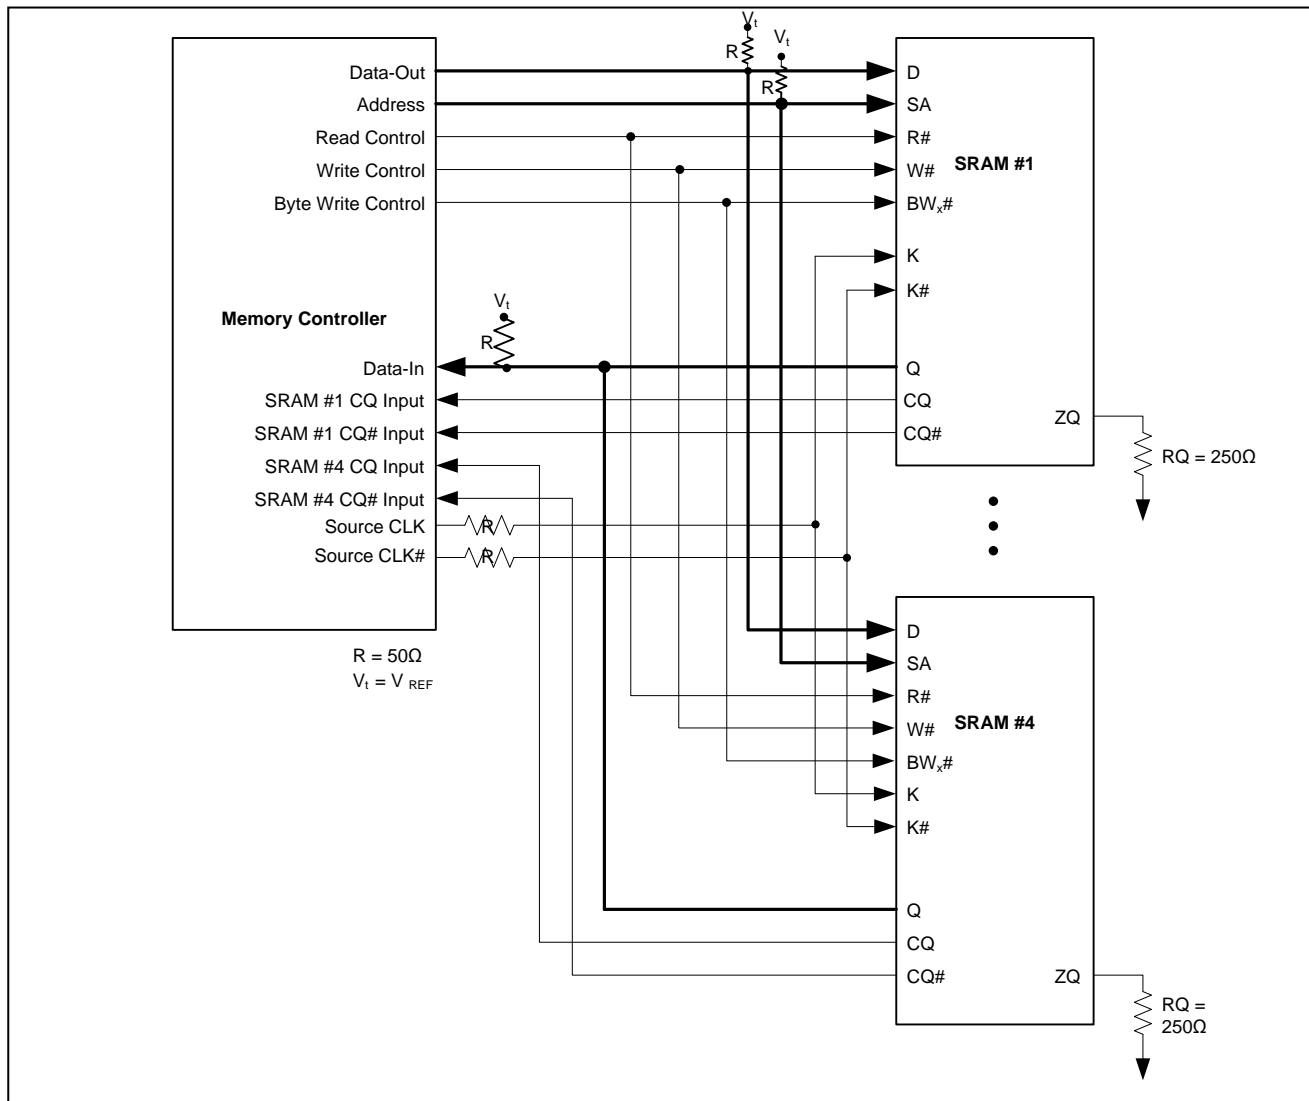 Vt
Vt
R
R
Data-Out
Address
Read Control
Write Control
Byte Write Control
Memory Controller
Vt
R
Data-In
SRAM #1 CQ Input
SRAM #1 CQ# Input
SRAM #4 CQ Input
SRAM #4 CQ# Input
Source CLK
R
Source CLK#
R
R = 50Ω
Vt = V REF
D
SA
R#
W#
SRAM #1
BWx#
K
K#
Q
CQ
CQ#
ZQ
RQ = 250Ω
D
SA
R#
W#
SRAM #4
BWx#
K
K#
Q
CQ
CQ#
ZQ
RQ =
250Ω